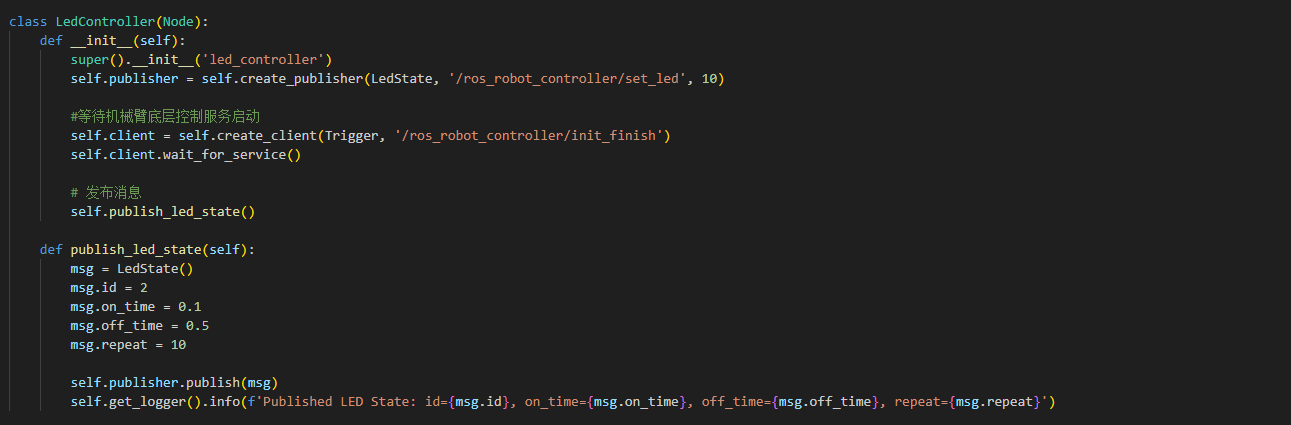 class LedController(Node):
    def __init__(self):
        super().__init__('led_controller')
        self.publisher = self.create_publisher(LedState, '/ros_robot_controller/set_led', 10)
        #等待机械臂底层控制服务启动
        self.client = self.create_client(Trigger, '/ros_robot_controller/init_finish')
        self.client.wait_for_service()
        # 发布消息
        self.publish_led_state()
    def publish_led_state(self):
        msg = LedState()
        msg.id = 2
        msg.on_time = 0.1
        msg.off_time = 0.5
        msg.repeat = 10
        self.publisher.publish(msg)
        self.get_logger().info(f'Published LED State: id={msg.id}, on_time={msg.on_time}, off_time={msg.off_time}, repeat={msg.repeat}')